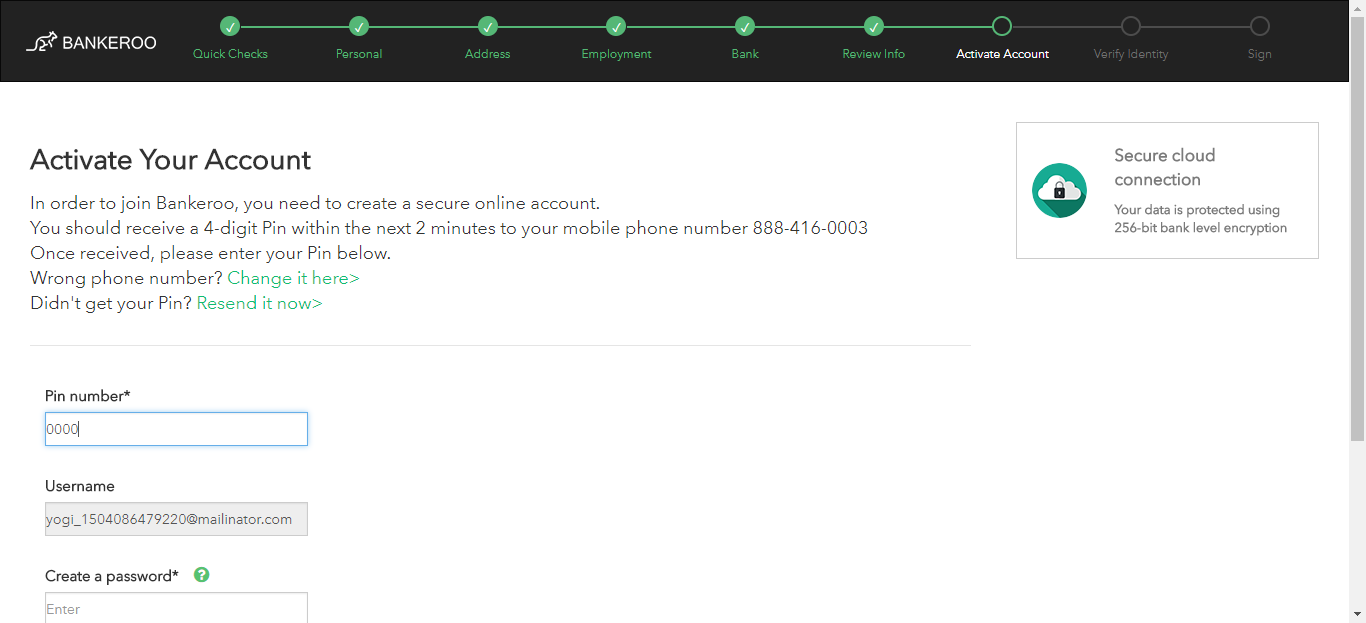 BANKEROO
Quick Checks
Personal
Address
Employment
Bank
Review Info
Activate Account
Verify Identity
Sign
Activate Your Account
In order to join Bankeroo, you need to create a secure online account.
You should receive a 4-digit Pin within the next 2 minutes to your mobile phone number 888-416-0003
Once received, please enter your Pin below.
Wrong phone number? Change it here>
Didn't get your Pin? Resend it now>
Secure cloud
connection
Your data is protected using
256-bit bank level encryption
Pin number*
0000
Username
yogi_1504086479220@mailinator.com
Create a password* ?
Enter